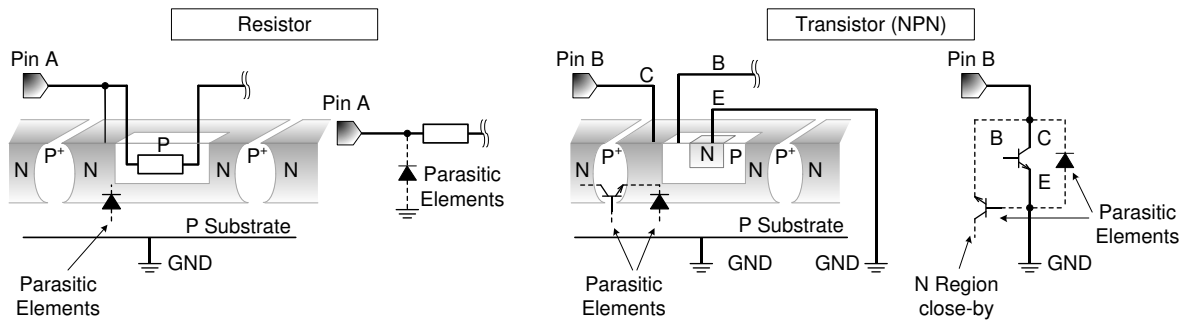 Resistor
Transistor (NPN)
Pin A
Pin B
C
B
E
Pin A
Pin B
N
P+
N
P
P+
N
N
P+
N
N
P
P+
N
B
C
E
Parasitic
Elements
P Substrate
GND
Parasitic
Elements
P Substrate
GND
GND
Parasitic
Elements
Parasitic
Elements
N Region
close-by
GND